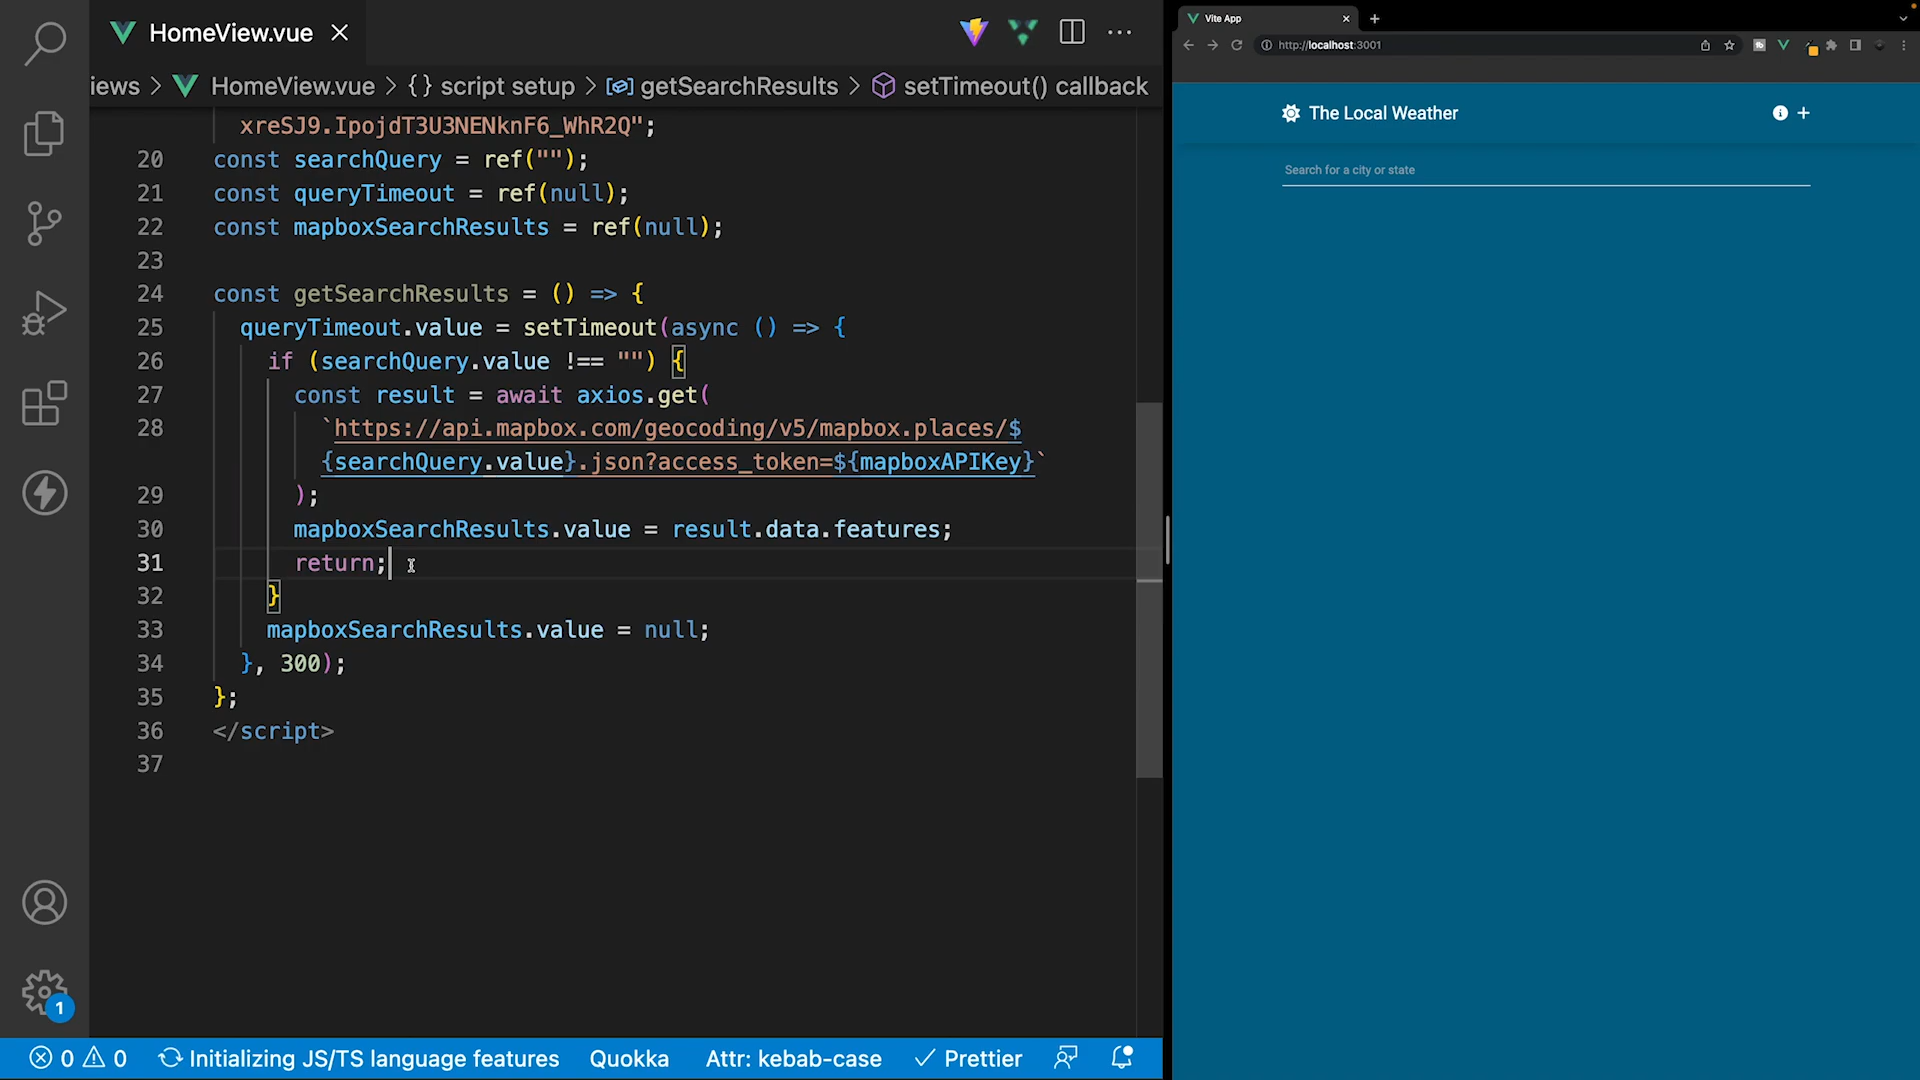 HomeView.vue
iews > HomeView.vue > {} script setup > getSearchResults > setTimeout() callback
xreSJ9.IpojdT3U3NENknF6_WhR2Q";
20 const searchQuery = ref("");
21 const queryTimeout = ref(null);
22 const mapboxSearchResults = ref(null);
23
24 const getSearchResults = () => {
25 queryTimeout.value = setTimeout(async () => {
26 if (searchQuery.value !== "") {
27 const result = await axios.get(
28 `https://api.mapbox.com/geocoding/v5/mapbox.places/$
{searchQuery.value}.json?access_token=${mapboxAPIKey}`
29 );
30 mapboxSearchResults.value = result.data.features;
31 return;
32 }
33 mapboxSearchResults.value = null;
34 }, 300);
35 };
36 </script>
37
1
0 0 Initializing JS/TS language features Quokka Attr: kebab-case Prettier
Vite App
http://localhost:3001
The Local Weather
Search for a city or state